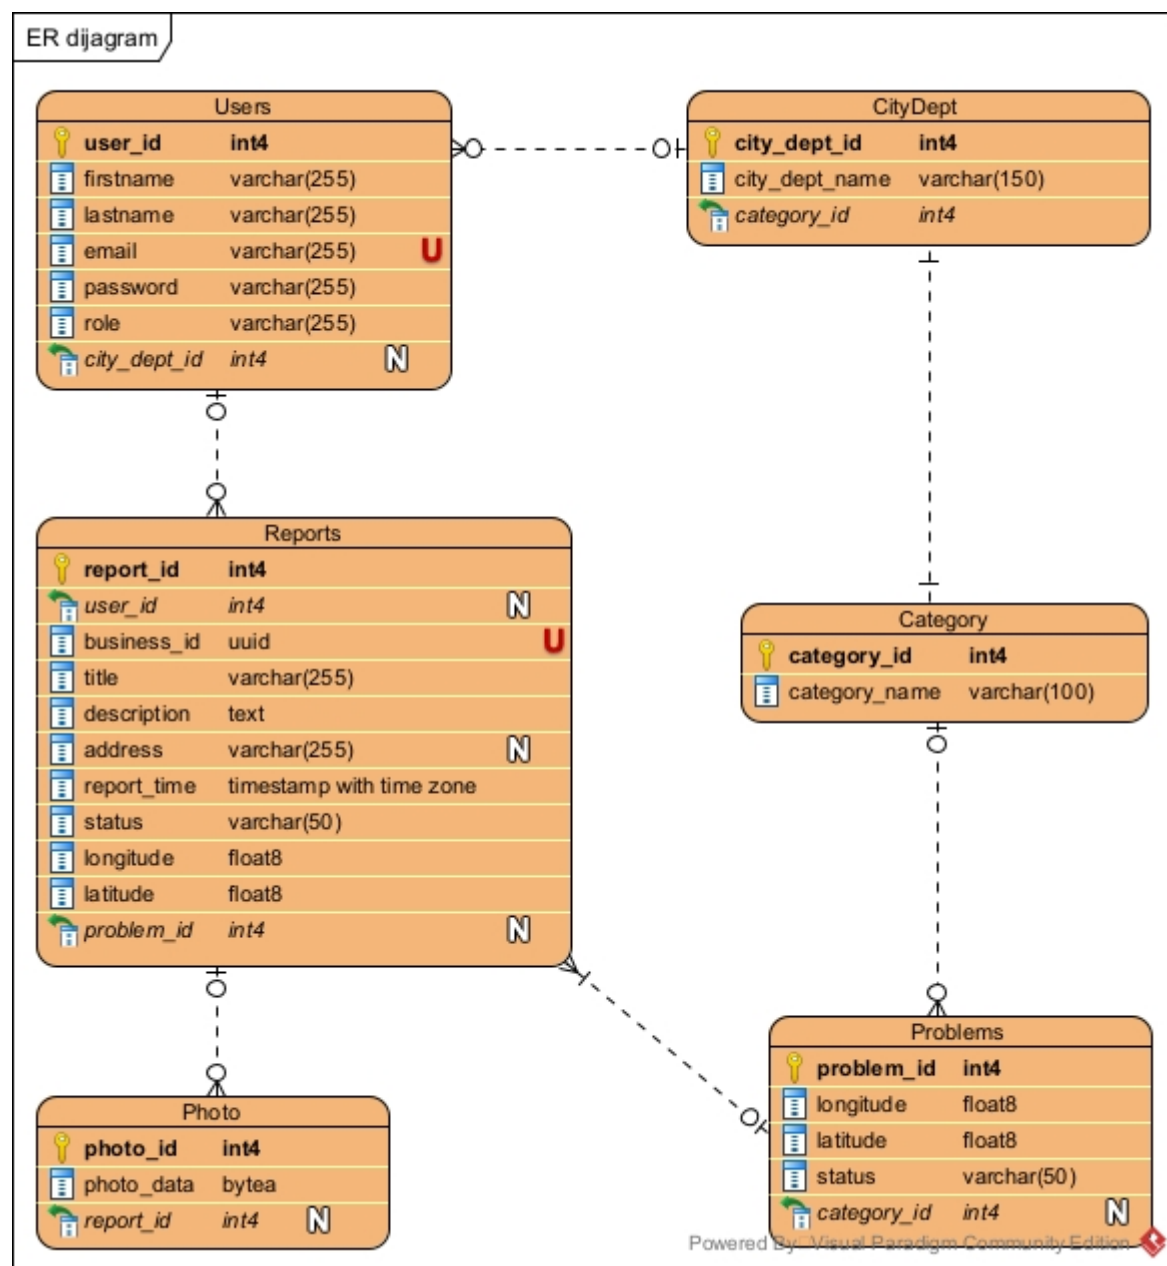 ER dijagram
Users
user_id int4
firstname varchar(255)
lastname varchar(255)
email varchar(255) U
password varchar(255)
role varchar(255)
city_dept_id int4 N
CityDept
city_dept_id int4
city_dept_name varchar(150)
category_id int4
Reports
report_id int4
user_id int4 N
business_id uuid U
title varchar(255)
description text
address varchar(255) N
report_time timestamp with time zone
status varchar(50)
longitude float8
latitude float8
problem_id int4 N
Category
category_id int4
category_name varchar(100)
Photo
photo_id int4
photo_data bytea
report_id int4 N
Problems
problem_id int4
longitude float8
latitude float8
status varchar(50)
category_id int4 N
Powered By Visual Paradigm Community Edition